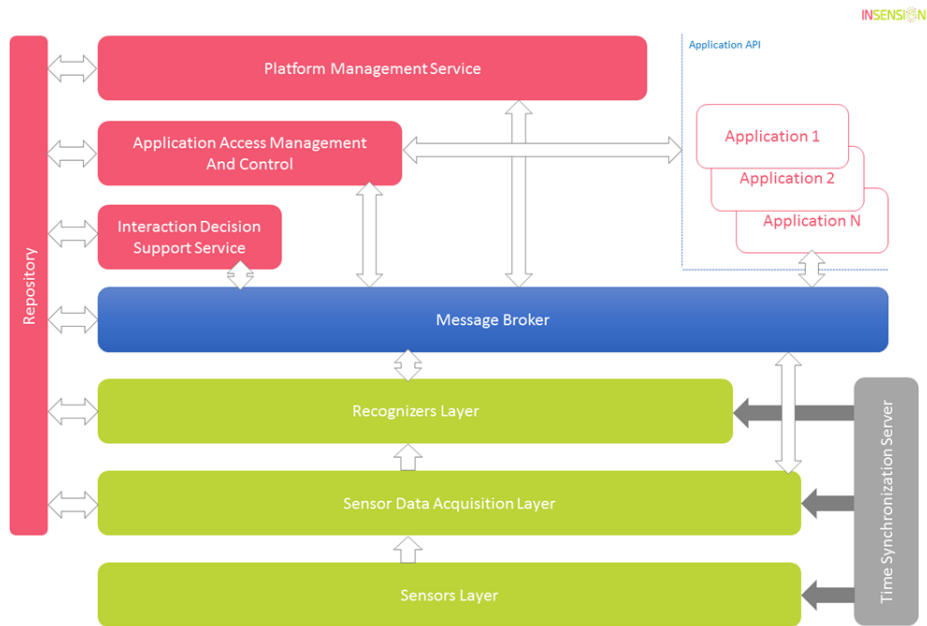 INSENSION
Application API
Platform Management Service
Application 1
Application Access Management
And Control
Application 2
Interaction Decision
Support Service
Application N
Repository
Message Broker
Recognizers Layer
Time Synchronization Server
Sensor Data Acquisition Layer
Sensors Layer